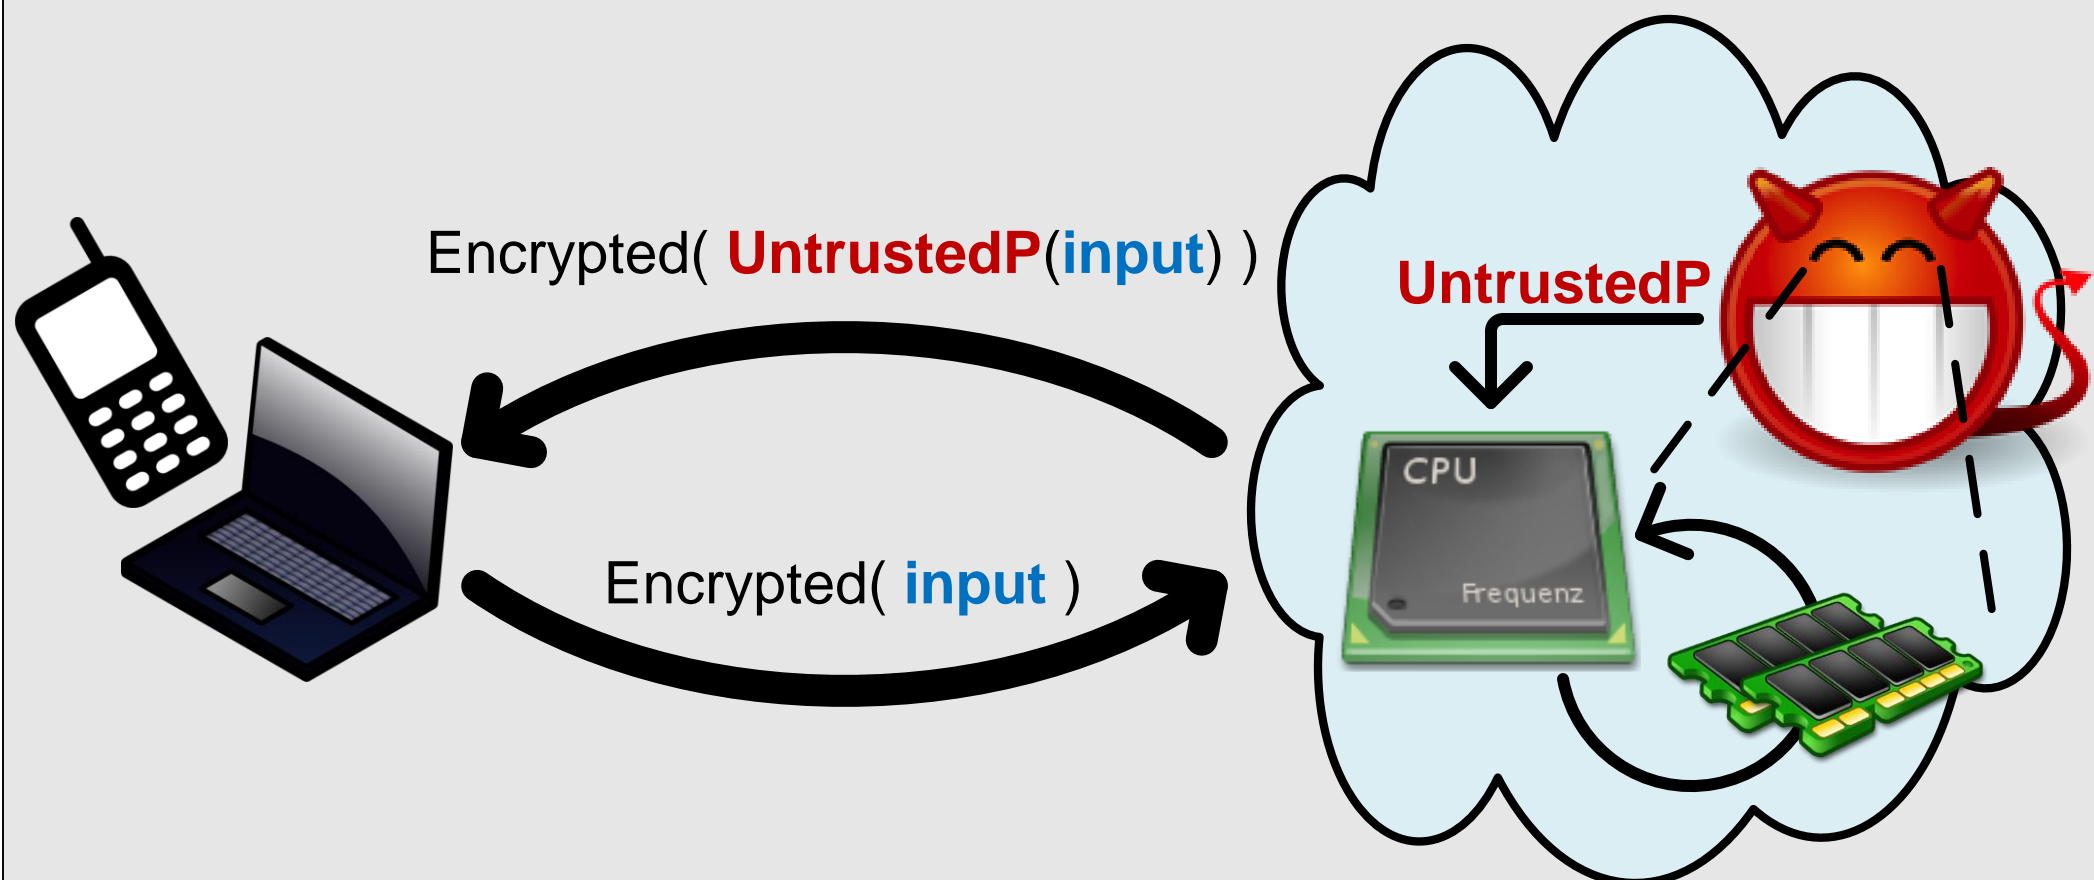 Encrypted( UntrustedP(input) )
UntrustedP
CPU
Frequenz
Encrypted( input )